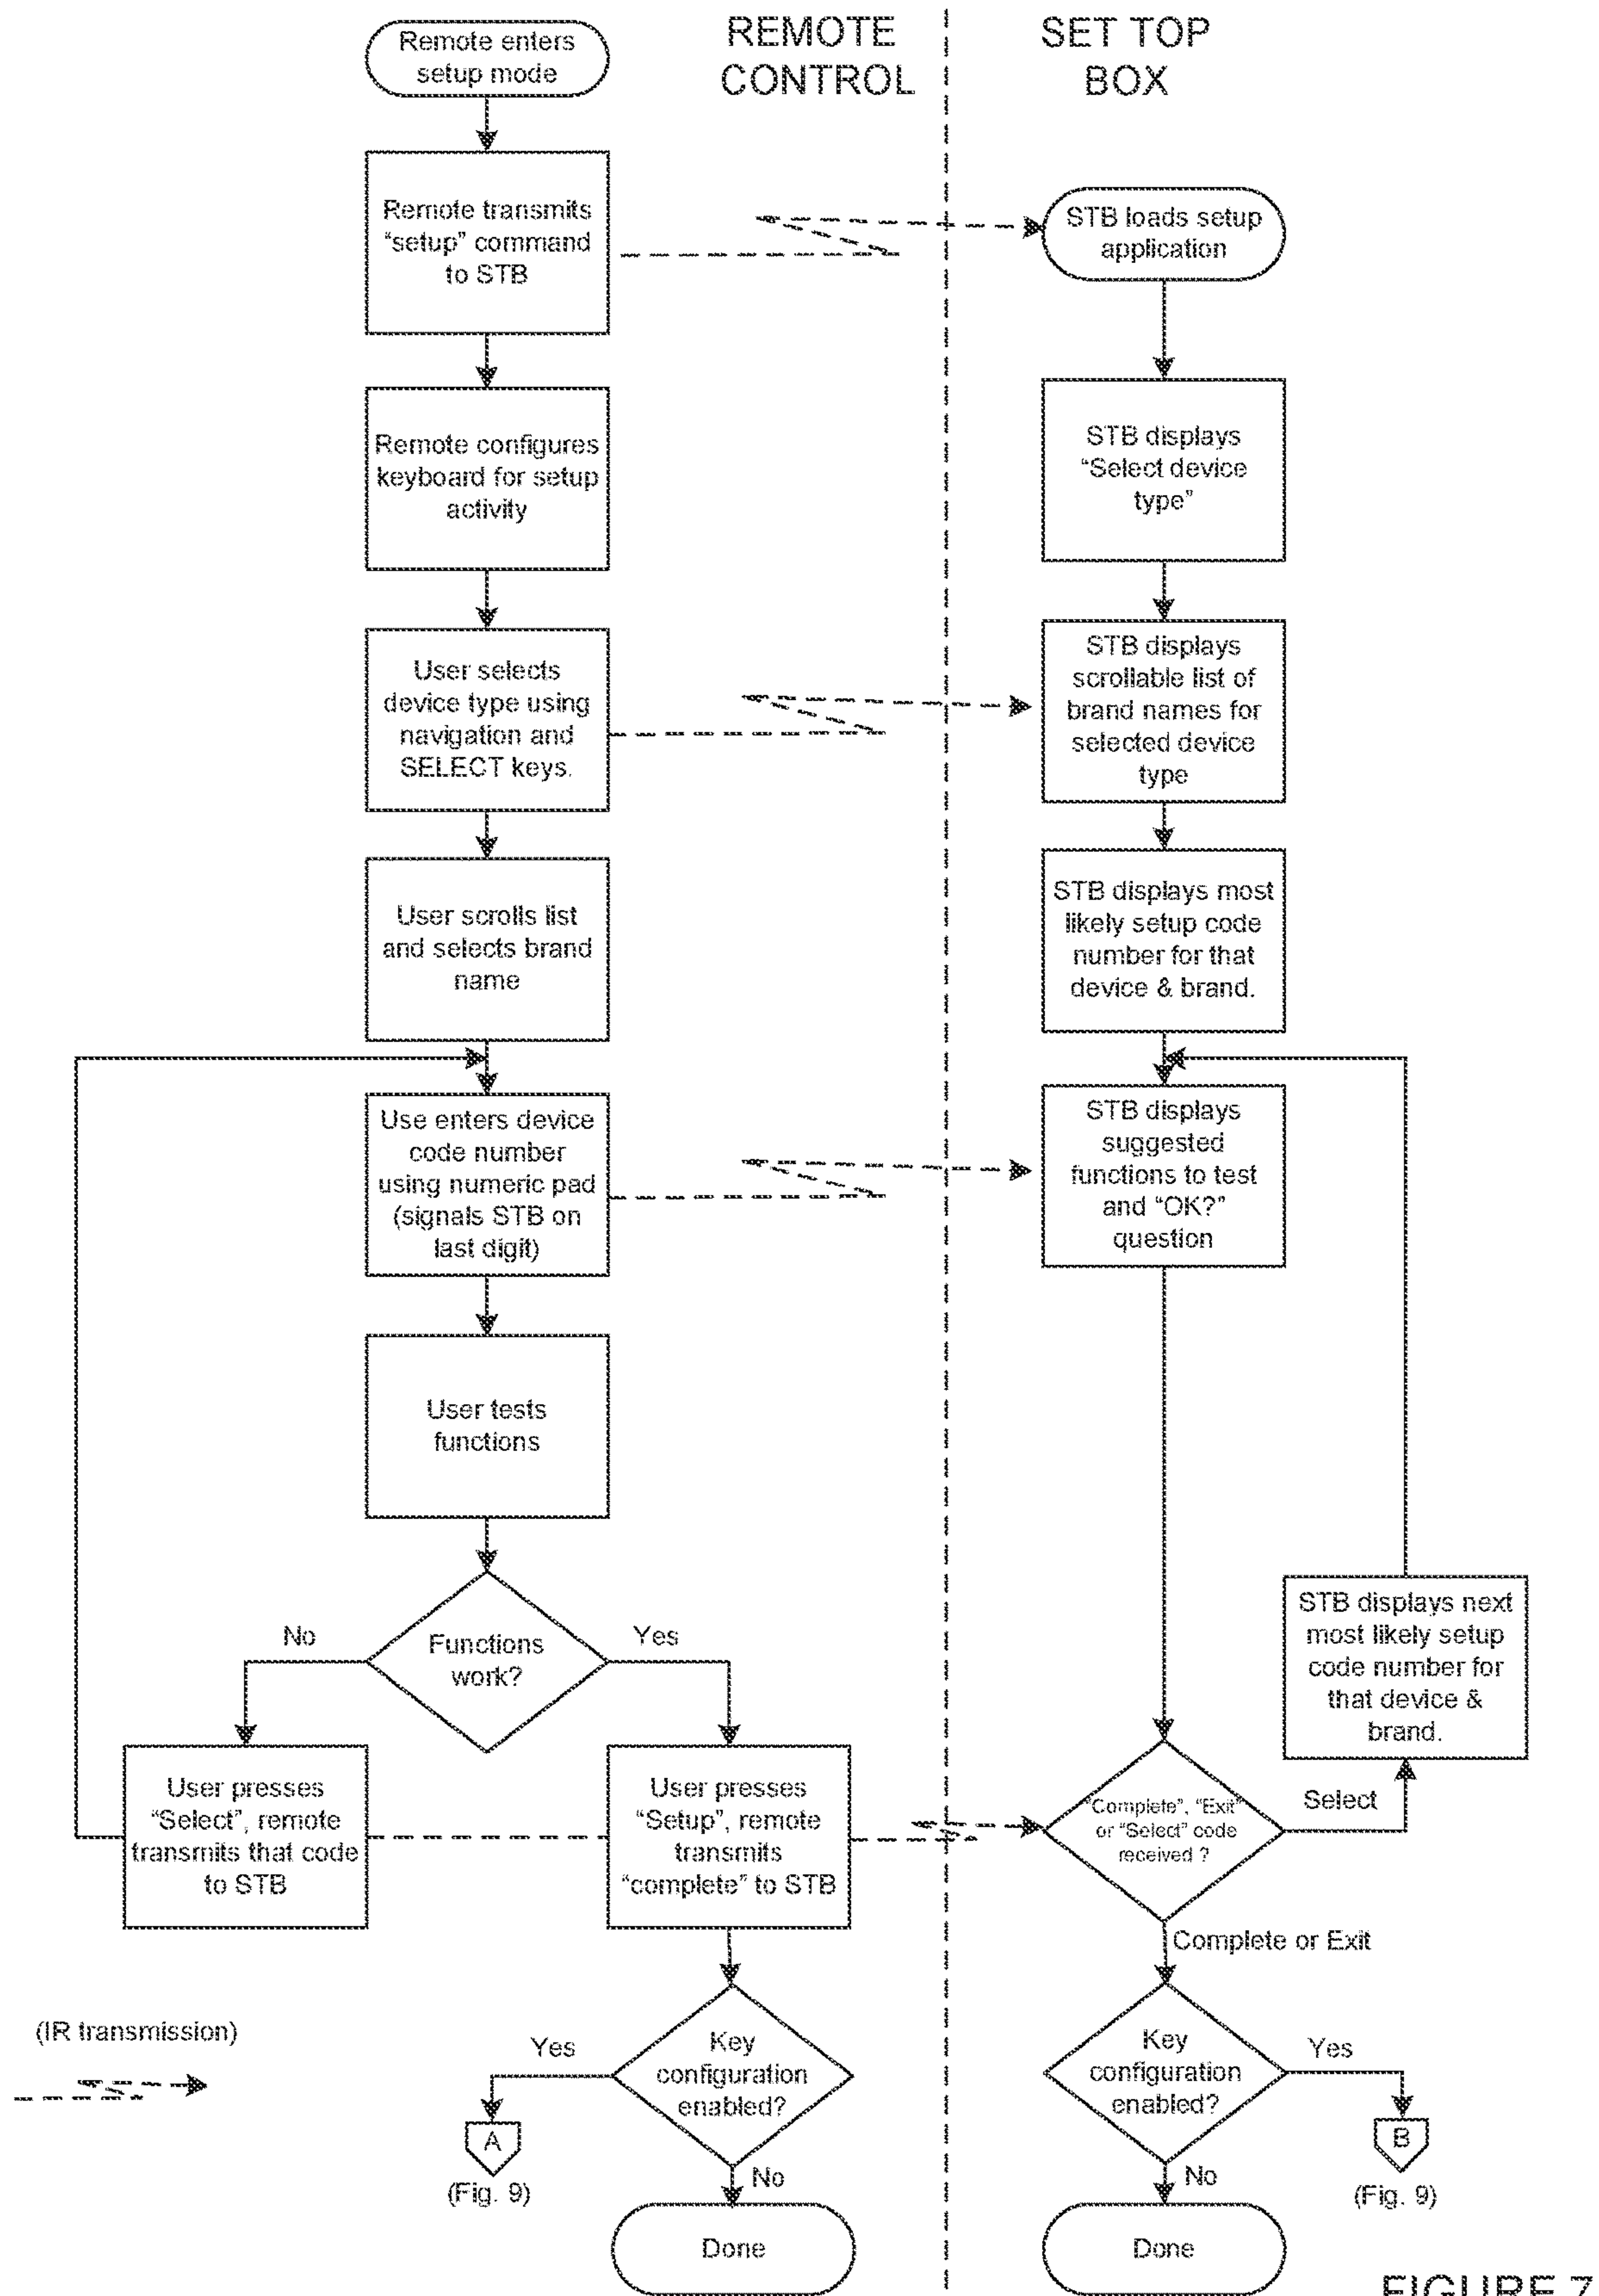 REMOTE
CONTROL
SET TOP
BOX
Remote enters
setup mode
Remote transmits
“setup” command
to STB
STB loads setup
application
Remote configures
keyboard for setup
activity
STB displays
“Select device
type”
User selects
device type using
navigation and
SELECT keys.
STB displays
scrollable list of
brand names for
selected device
type
User scrolls list
and selects brand
name
STB displays most
likely setup code
number for that
device & brand.
Use enters device
code number
using numeric pad
(signals STB on
last digit)
STB displays
suggested
functions to test
and “OK?”
question
User tests
functions
Functions
work?
No
Yes
STB displays next
most likely setup
code number for
that device &
brand.
User presses
“Select”, remote
transmits that code
to STB
User presses
“Setup”, remote
transmits
“complete” to STB
“Complete”, “Exit”
or “Select” code
received ?
Select
Complete or Exit
(IR transmission)
Key
configuration
enabled?
Yes
A
(Fig. 9)
No
Done
Key
configuration
enabled?
Yes
B
(Fig. 9)
No
Done
FIGURE 7